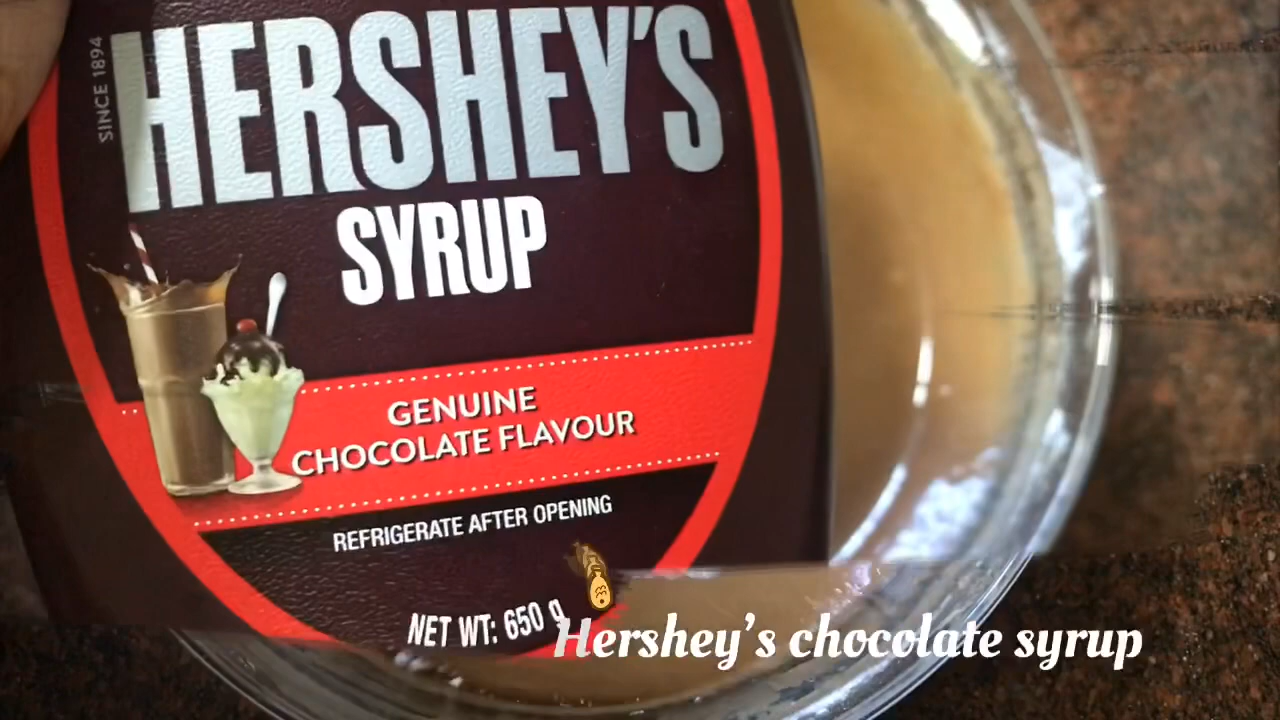 SINCE 1894
HERSHEY'S
SYRUP
GENUINE
CHOCOLATE FLAVOUR
REFRIGERATE AFTER OPENING
NET WT: 650 g
Hershey's chocolate syrup